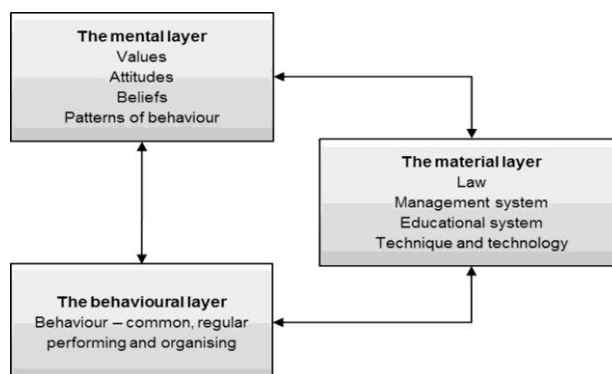 The mental layer
Values
Attitudes
Beliefs
Patterns of behaviour
The material layer
Law
Management system
Educational system
Technique and technology
The behavioural layer
Behaviour – common, regular
performing and organising